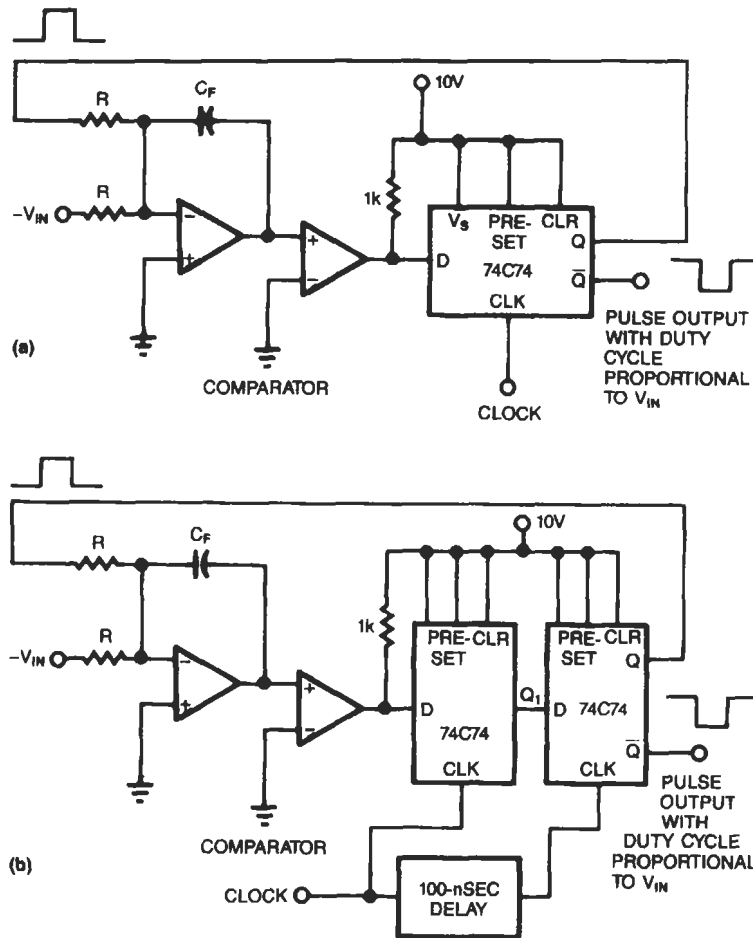 10V
C_F
R
R
1k
–V_IN
V_S PRE-SET CLR
Q
D
74C74
Q̅
CLK
–
+
+
–
PULSE OUTPUT
WITH DUTY
CYCLE
PROPORTIONAL
TO V_IN
(a)
COMPARATOR
CLOCK
10V
C_F
R
R
1k
–V_IN
PRE-SET CLR
PRE-SET CLR
Q
–
+
+
–
D
74C74
Q₁
D
74C74
Q̅
CLK
CLK
PULSE
OUTPUT
WITH
DUTY CYCLE
PROPORTIONAL
TO V_IN
COMPARATOR
(b)
CLOCK
100-nSEC
DELAY